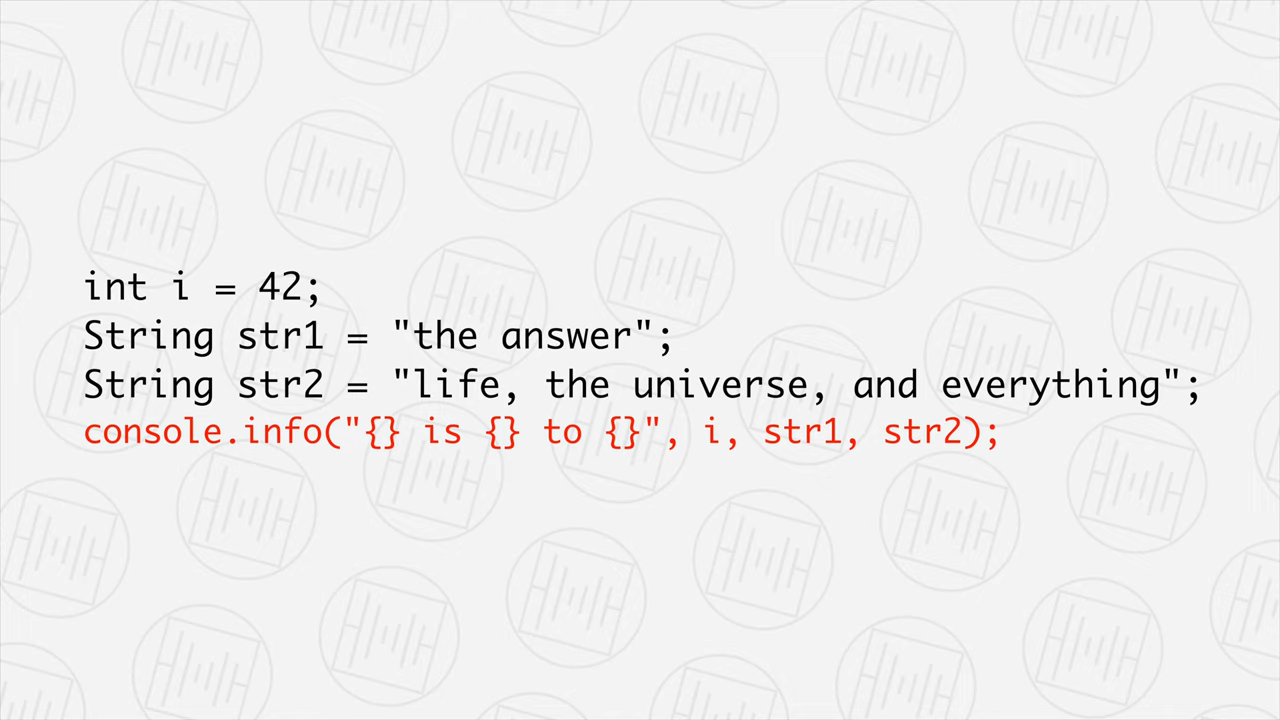 int i = 42;
String str1 = "the answer";
String str2 = "life, the universe, and everything";
console.info("{} is {} to {}", i, str1, str2);